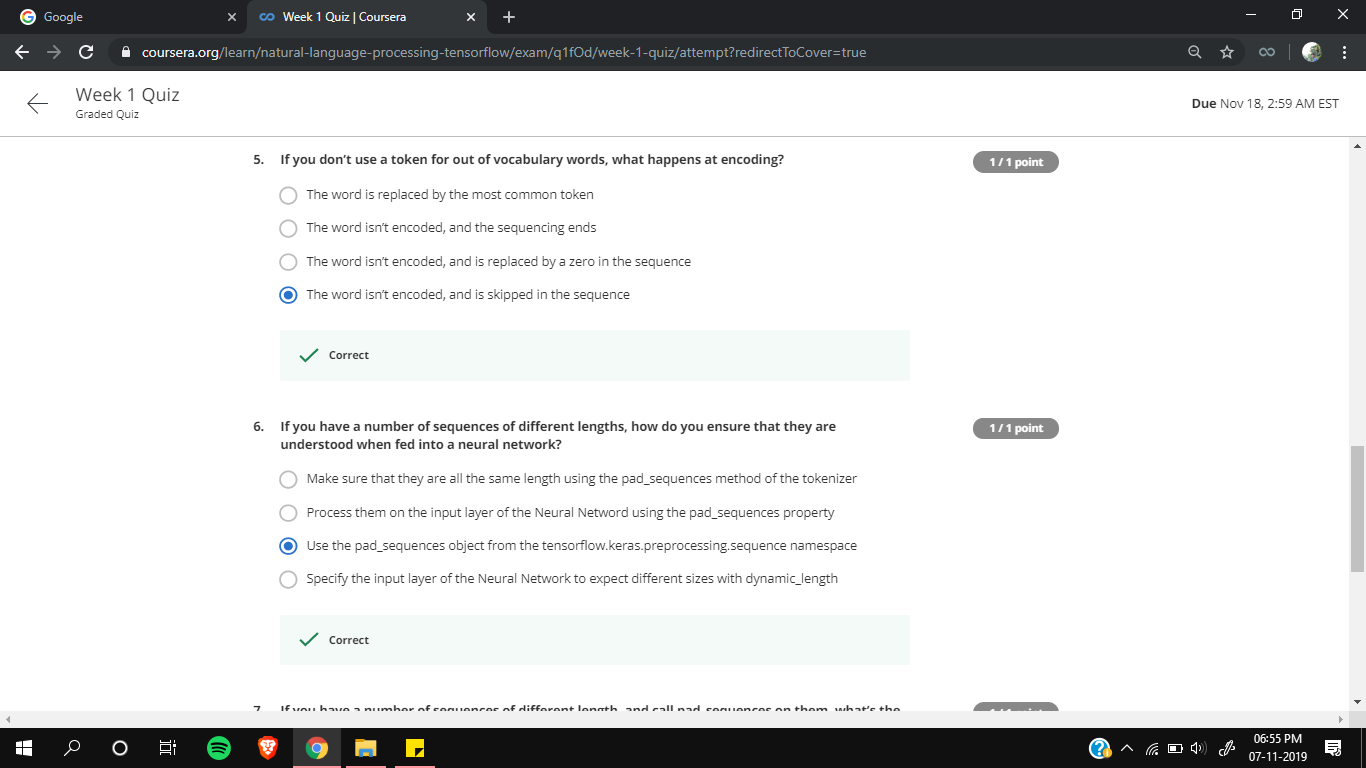 Google
Week 1 Quiz | Coursera
coursera.org/learn/natural-language-processing-tensorflow/exam/q1fOd/week-1-quiz/attempt?redirectToCover=true
Week 1 Quiz
Graded Quiz
Due Nov 18, 2:59 AM EST
5. If you don't use a token for out of vocabulary words, what happens at encoding?
1 / 1 point
The word is replaced by the most common token
The word isn't encoded, and the sequencing ends
The word isn't encoded, and is replaced by a zero in the sequence
The word isn't encoded, and is skipped in the sequence
Correct
6. If you have a number of sequences of different lengths, how do you ensure that they are
understood when fed into a neural network?
1 / 1 point
Make sure that they are all the same length using the pad_sequences method of the tokenizer
Process them on the input layer of the Neural Netword using the pad_sequences property
Use the pad_sequences object from the tensorflow.keras.preprocessing.sequence namespace
Specify the input layer of the Neural Network to expect different sizes with dynamic_length
Correct
7. If you have a number of sequences of different length, and call pad_sequences on them, what's the
1 / 1 point
06:55 PM
07-11-2019